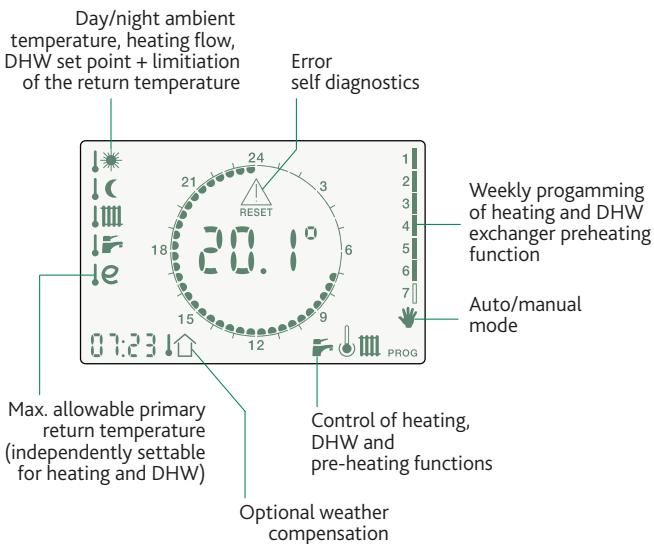 Day/night ambient
temperature, heating flow,
DHW set point + limitiation
of the return temperature
Error
self diagnostics
24
3
6
9
12
15
18
21
RESET
20.1°
1
2
3
4
5
6
7
07:23
PROG
Weekly progamming
of heating and DHW
exchanger preheating
function
Auto/manual
mode
Max. allowable primary
return temperature
(independently settable
for heating and DHW)
Control of heating,
DHW and
pre-heating functions
Optional weather
compensation